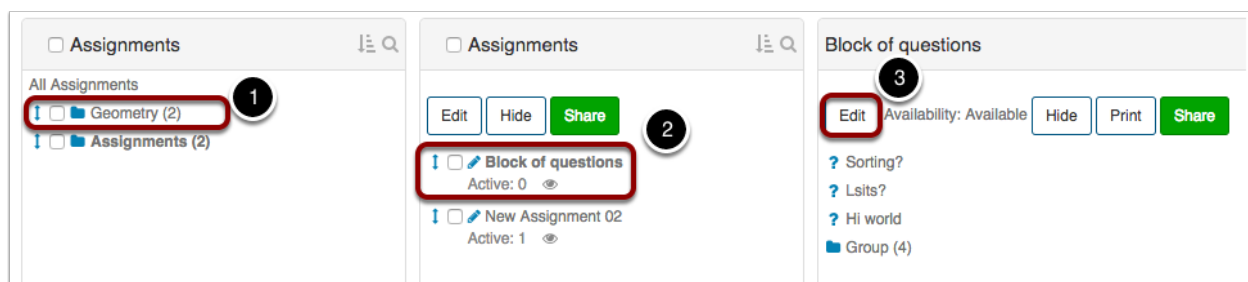 Assignments
All Assignments
Geometry (2)
Assignments (2)
1
Assignments
Edit Hide Share
2
Block of questions
Active: 0
New Assignment 02
Active: 1
Block of questions
3
Edit Availability: Available Hide Print Share
? Sorting?
? Lsits?
? Hi world
Group (4)